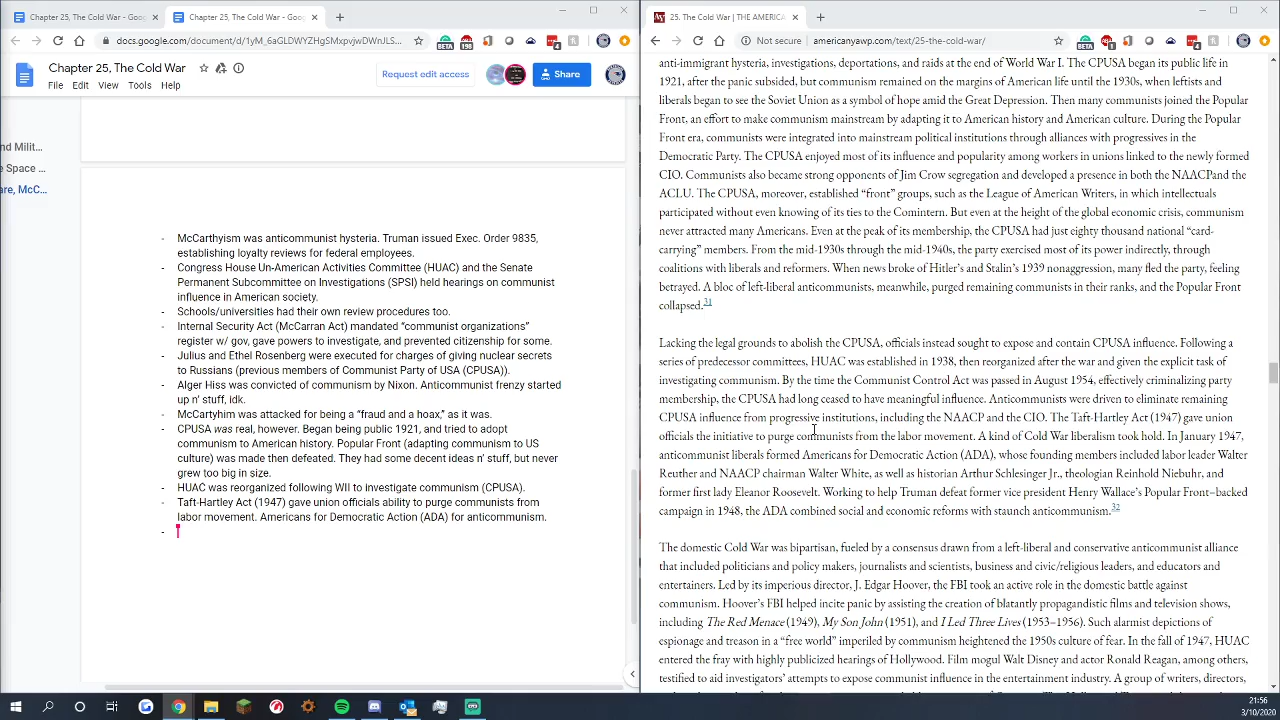 Chapter 25, The Cold War - Goo
Chapter 25, The Cold War - Goo
docs.google.com/document/d/1yM_6aGLDWYZHgSMxpvjwDWnJLS...
Chapter 25, The Cold War
File Edit View Tools Help
Request edit access
Share
nd Milit...
e Space ...
are, McC...
- McCarthyism was anticommunist hysteria. Truman issued Exec. Order 9835,
establishing loyalty reviews for federal employees.
- Congress House Un-American Activities Committee (HUAC) and the Senate
Permanent Subcommittee on Investigations (SPSI) held hearings on communist
influence in American society.
- Schools/universities had their own review procedures too.
- Internal Security Act (McCarran Act) mandated “communist organizations”
register w/ gov, gave powers to investigate, and prevented citizenship for some.
- Julius and Ethel Rosenberg were executed for charges of giving nuclear secrets
to Russians (previous members of Communist Party of USA (CPUSA)).
- Alger Hiss was convicted of communism by Nixon. Anticommunist frenzy started
up n’ stuff, idk.
- McCartyhim was attacked for being a “fraud and a hoax,” as it was.
- CPUSA was real, however. Began being public 1921, and tried to adopt
communism to American history. Popular Front (adapting communism to US
culture) was made then defeated. They had some decent ideas n’ stuff, but never
grew too big in size.
- HUAC was reorganized following WII to investigate communism (CPUSA).
- Taft-Hartley Act (1947) gave union officials ability to purge communists from
labor movement. Americans for Democratic Action (ADA) for anticommunism.
-
25. The Cold War | THE AMERICA
Not secure | americanyawp.com/text/25-the-cold-war/
anti-immigrant hysteria, investigations, deportations, and raids at the end of World War I. The CPUSA began its public life in
1921, after the panic subsided, but communism remained on the margins of American life until the 1930s, when leftists and
liberals began to see the Soviet Union as a symbol of hope amid the Great Depression. Then many communists joined the Popular
Front, an effort to make communism mainstream by adapting it to American history and American culture. During the Popular
Front era, communists were integrated into mainstream political institutions through alliances with progressives in the
Democratic Party. The CPUSA enjoyed most of its influence and popularity among workers in unions linked to the newly formed
CIO. Communists also became strong opponents of Jim Crow segregation and developed a presence in both the NAACPand the
ACLU. The CPUSA, moreover, established “front” groups, such as the League of American Writers, in which intellectuals
participated without even knowing of its ties to the Comintern. But even at the height of the global economic crisis, communism
never attracted many Americans. Even at the peak of its membership, the CPUSA had just eighty thousand national “card-
carrying” members. From the mid-1930s through the mid-1940s, the party exercised most of its power indirectly, through
coalitions with liberals and reformers. When news broke of Hitler’s and Stalin’s 1939 nonaggression, many fled the party, feeling
betrayed. A bloc of left-liberal anticommunists, meanwhile, purged remaining communists in their ranks, and the Popular Front
collapsed.31
Lacking the legal grounds to abolish the CPUSA, officials instead sought to expose and contain CPUSA influence. Following a
series of predecessor committees, HUAC was established in 1938, then reorganized after the war and given the explicit task of
investigating communism. By the time the Communist Control Act was passed in August 1954, effectively criminalizing party
membership, the CPUSA had long ceased to have meaningful influence. Anticommunists were driven to eliminate remaining
CPUSA influence from progressive institutions, including the NAACP and the CIO. The Taft-Hartley Act (1947) gave union
officials the initiative to purge communists from the labor movement. A kind of Cold War liberalism took hold. In January 1947,
anticommunist liberals formed Americans for Democratic Action (ADA), whose founding members included labor leader Walter
Reuther and NAACP chairman Walter White, as well as historian Arthur Schlesinger Jr., theologian Reinhold Niebuhr, and
former first lady Eleanor Roosevelt. Working to help Truman defeat former vice president Henry Wallace’s Popular Front–backed
campaign in 1948, the ADA combined social and economic reforms with staunch anticommunism.32
The domestic Cold War was bipartisan, fueled by a consensus drawn from a left-liberal and conservative anticommunist alliance
that included politicians and policy makers, journalists and scientists, business and civic/religious leaders, and educators and
entertainers. Led by its imperious director, J. Edgar Hoover, the FBI took an active role in the domestic battle against
communism. Hoover’s FBI helped incite panic by assisting the creation of blatantly propagandistic films and television shows,
including The Red Menace (1949), My Son John (1951), and I Led Three Lives (1953–1956). Such alarmist depictions of
espionage and treason in a “free world” imperiled by communism heightened the 1950s culture of fear. In the fall of 1947, HUAC
entered the fray with highly publicized hearings of Hollywood. Film mogul Walt Disney and actor Ronald Reagan, among others,
testified to aid investigators’ attempts to expose communist influence in the entertainment industry. A group of writers, directors,
21:56
3/10/2020